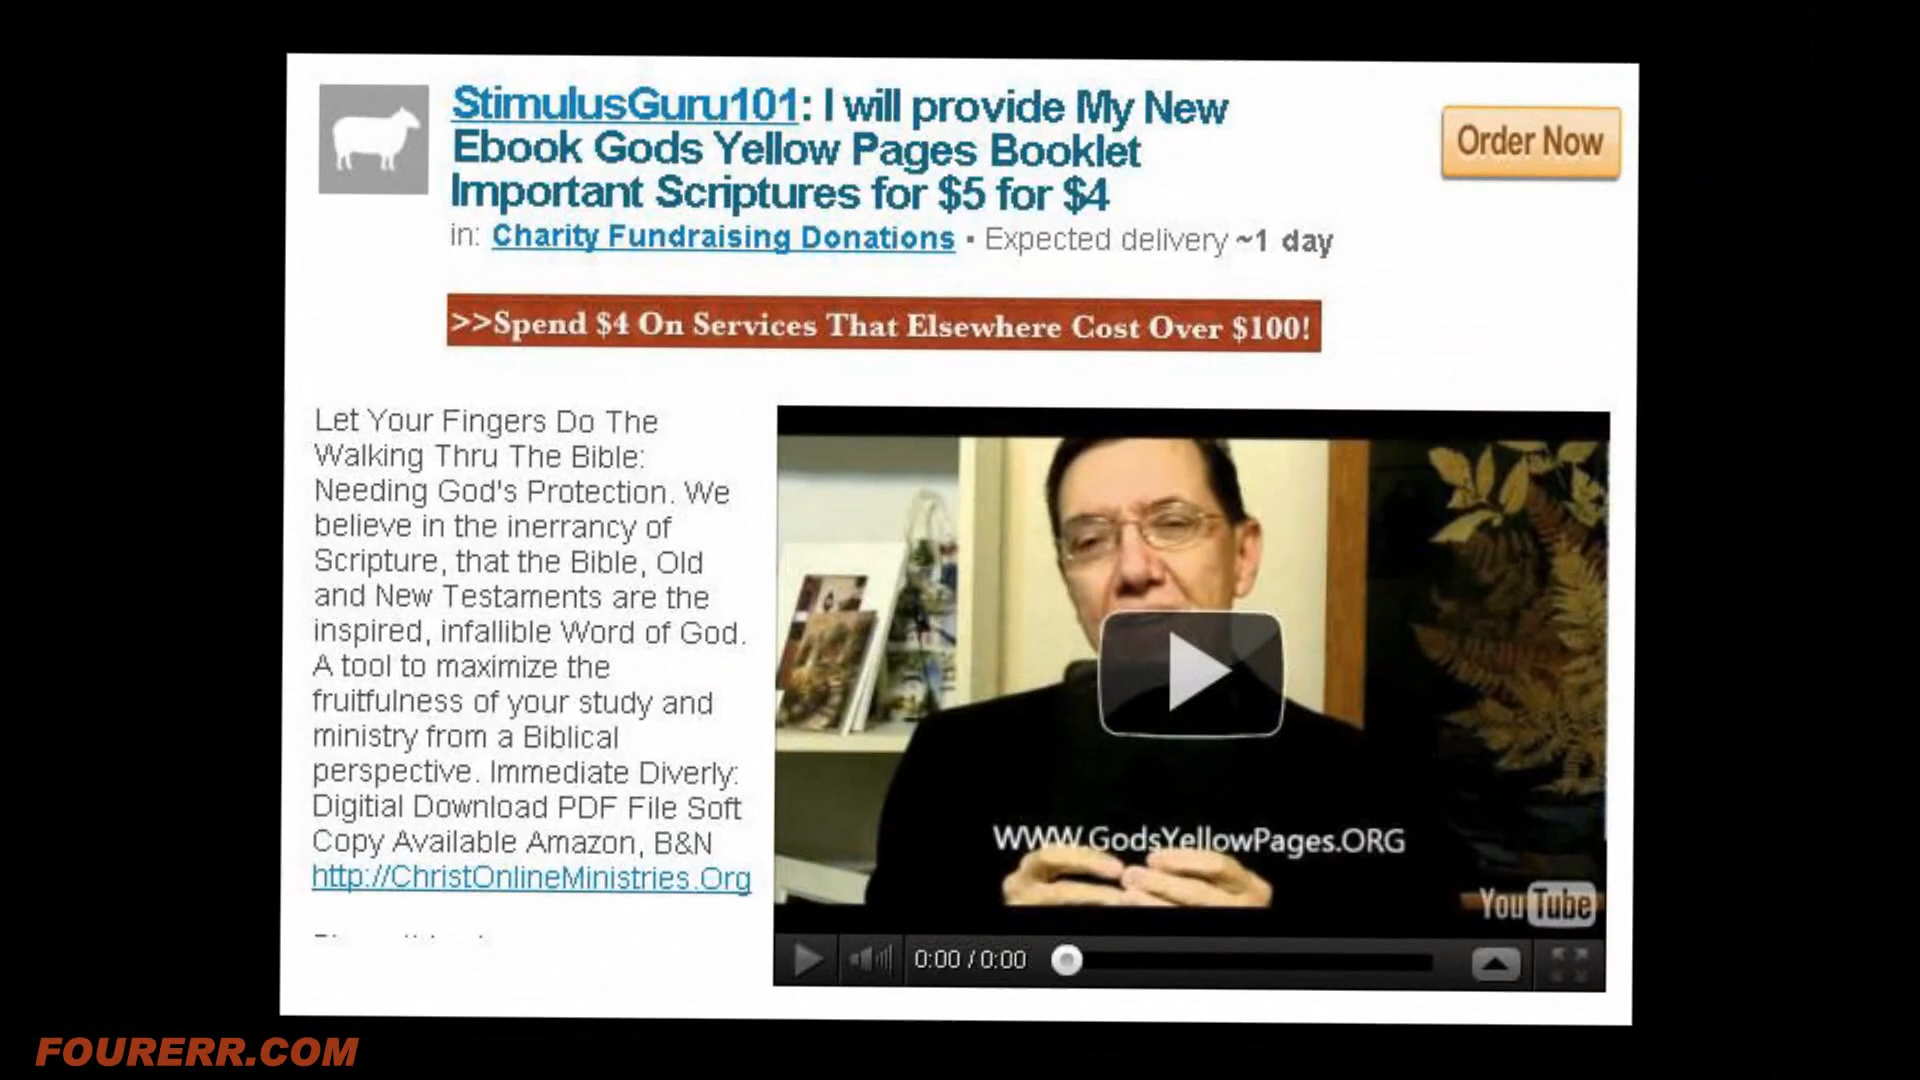 StimulusGuru101: I will provide My New
Ebook Gods Yellow Pages Booklet
Important Scriptures for $5 for $4
Order Now
in: Charity Fundraising Donations ▪ Expected delivery ~1 day
>>Spend $4 On Services That Elsewhere Cost Over $100!
Let Your Fingers Do The
Walking Thru The Bible:
Needing God's Protection. We
believe in the inerrancy of
Scripture, that the Bible, Old
and New Testaments are the
inspired, infallible Word of God.
A tool to maximize the
fruitfulness of your study and
ministry from a Biblical
perspective. Immediate Diverly:
Digitial Download PDF File Soft
Copy Available Amazon, B&N
http://ChristOnlineMinistries.Org
WWW.GodsYellowPages.ORG
YouTube
0:00 / 0:00
FOURERR.COM